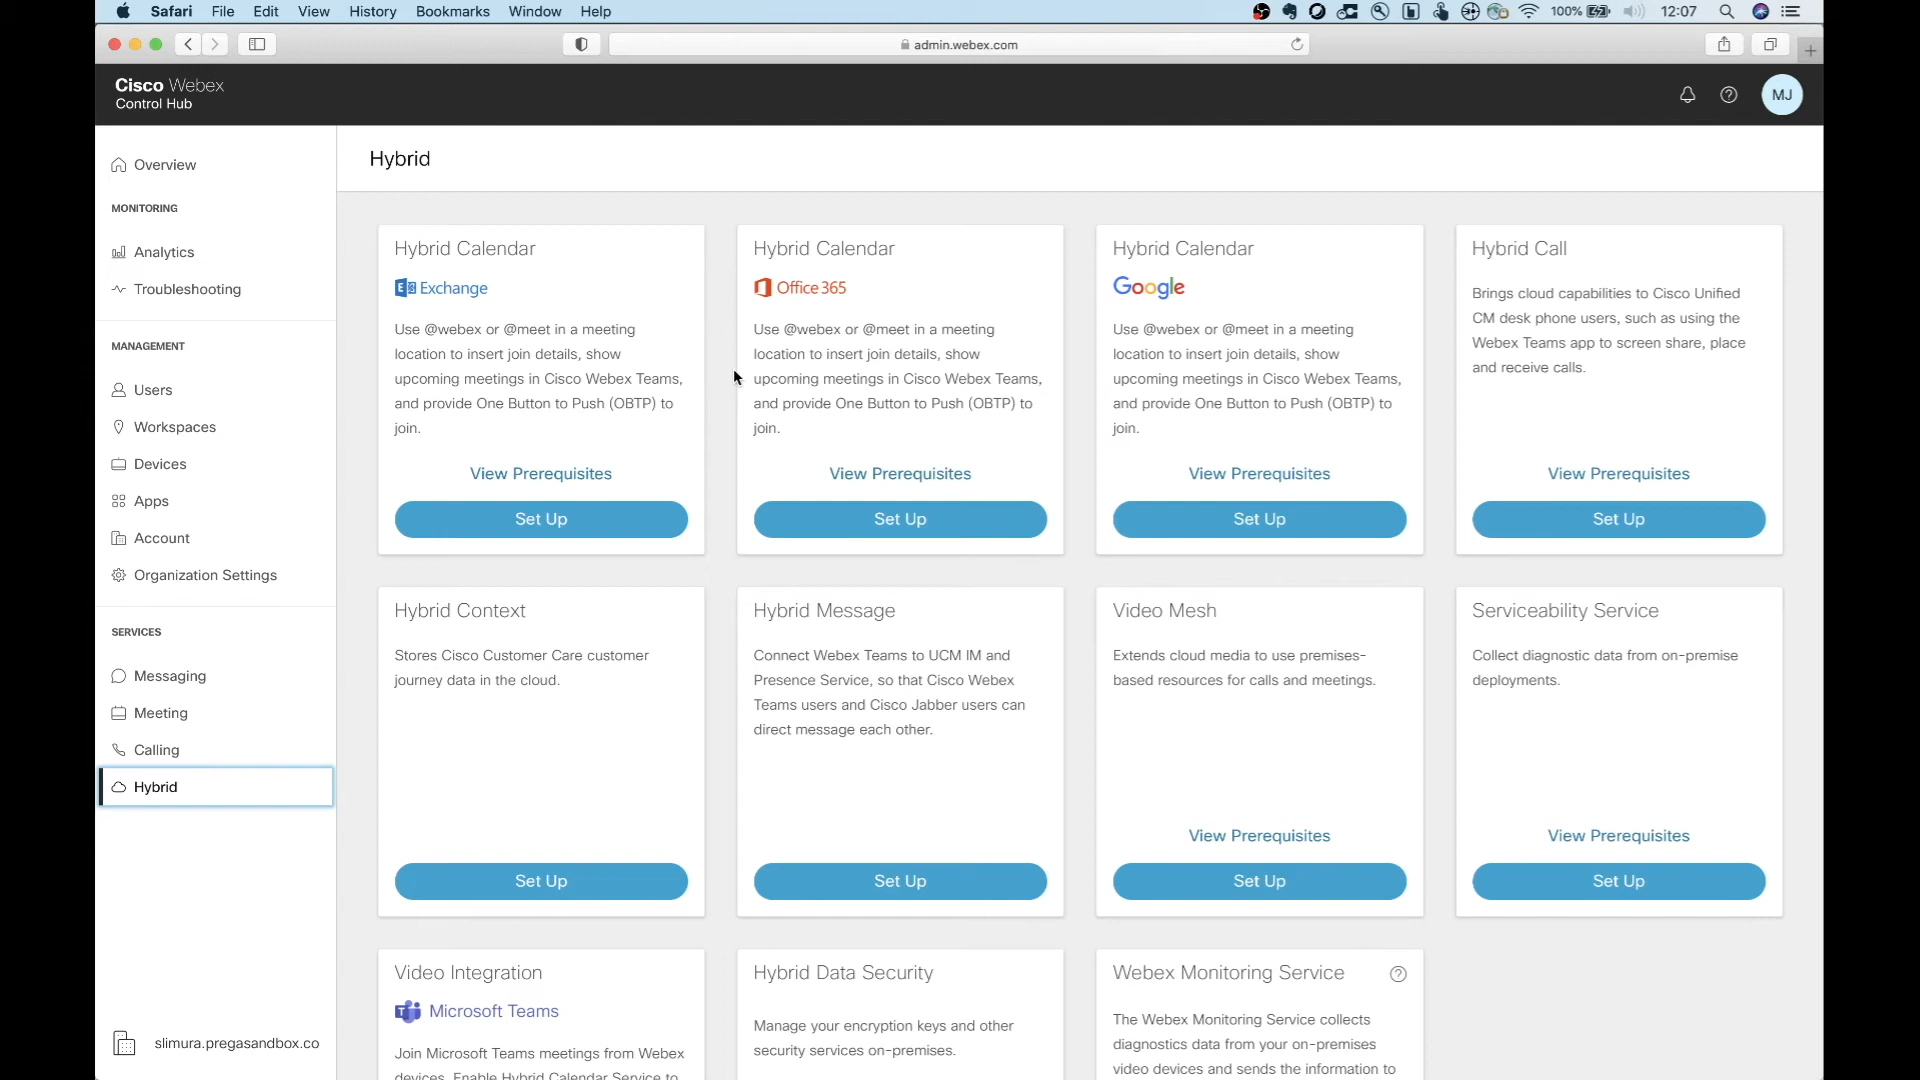 Safari File Edit View History Bookmarks Window Help
100% 12:07
admin.webex.com
Cisco Webex
Control Hub
MJ
Overview
MONITORING
Analytics
Troubleshooting
MANAGEMENT
Users
Workspaces
Devices
Apps
Account
Organization Settings
SERVICES
Messaging
Meeting
Calling
Hybrid
slimura.pregasandbox.co
Hybrid
Hybrid Calendar
Exchange
Use @webex or @meet in a meeting
location to insert join details, show
upcoming meetings in Cisco Webex Teams,
and provide One Button to Push (OBTP) to
join.
View Prerequisites
Set Up
Hybrid Calendar
Office 365
Use @webex or @meet in a meeting
location to insert join details, show
upcoming meetings in Cisco Webex Teams,
and provide One Button to Push (OBTP) to
join.
View Prerequisites
Set Up
Hybrid Calendar
Google
Use @webex or @meet in a meeting
location to insert join details, show
upcoming meetings in Cisco Webex Teams,
and provide One Button to Push (OBTP) to
join.
View Prerequisites
Set Up
Hybrid Call
Brings cloud capabilities to Cisco Unified
CM desk phone users, such as using the
Webex Teams app to screen share, place
and receive calls.
View Prerequisites
Set Up
Hybrid Context
Stores Cisco Customer Care customer
journey data in the cloud.
Set Up
Hybrid Message
Connect Webex Teams to UCM IM and
Presence Service, so that Cisco Webex
Teams users and Cisco Jabber users can
direct message each other.
Set Up
Video Mesh
Extends cloud media to use premises-
based resources for calls and meetings.
View Prerequisites
Set Up
Serviceability Service
Collect diagnostic data from on-premise
deployments.
View Prerequisites
Set Up
Video Integration
Microsoft Teams
Join Microsoft Teams meetings from Webex
devices. Enable Hybrid Calendar Service to
Hybrid Data Security
Manage your encryption keys and other
security services on-premises.
Webex Monitoring Service
The Webex Monitoring Service collects
diagnostics data from your on-premises
video devices and sends the information to